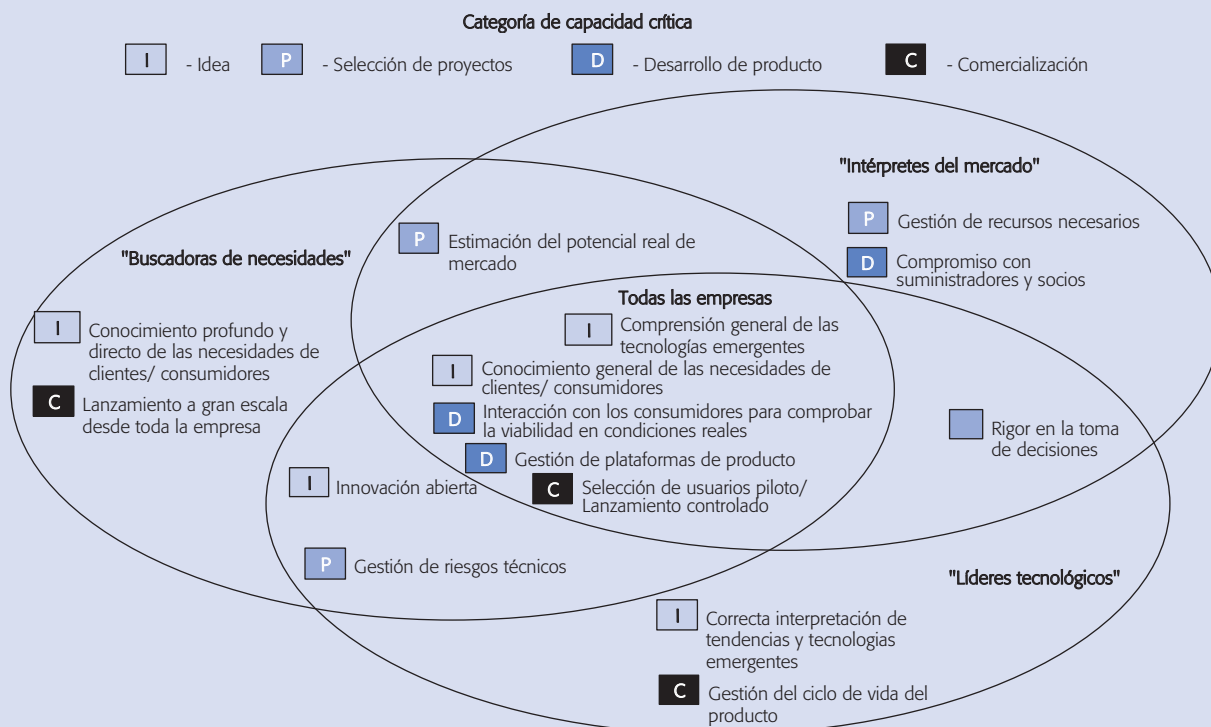 Categoría de capacidad crítica
I - Idea P - Selección de proyectos D - Desarrollo de producto C - Comercialización
"Intérpretes del mercado"
P Gestión de recursos necesarios
D Compromiso con
suministradores y socios
P Estimación del potencial real de
mercado
"Buscadoras de necesidades"
I Conocimiento profundo y
directo de las necesidades de
clientes/ consumidores
C Lanzamiento a gran escala
desde toda la empresa
Todas las empresas
I Comprensión general de las
tecnologías emergentes
I Conocimiento general de las necesidades de
clientes/ consumidores
D Interacción con los consumidores para comprobar
la viabilidad en condiciones reales
D Gestión de plataformas de producto
C Selección de usuarios piloto/
Lanzamiento controlado
Rigor en la toma
de decisiones
I Innovación abierta
P Gestión de riesgos técnicos
"Líderes tecnológicos"
I Correcta interpretación de
tendencias y tecnologias
emergentes
C Gestión del ciclo de vida del
producto